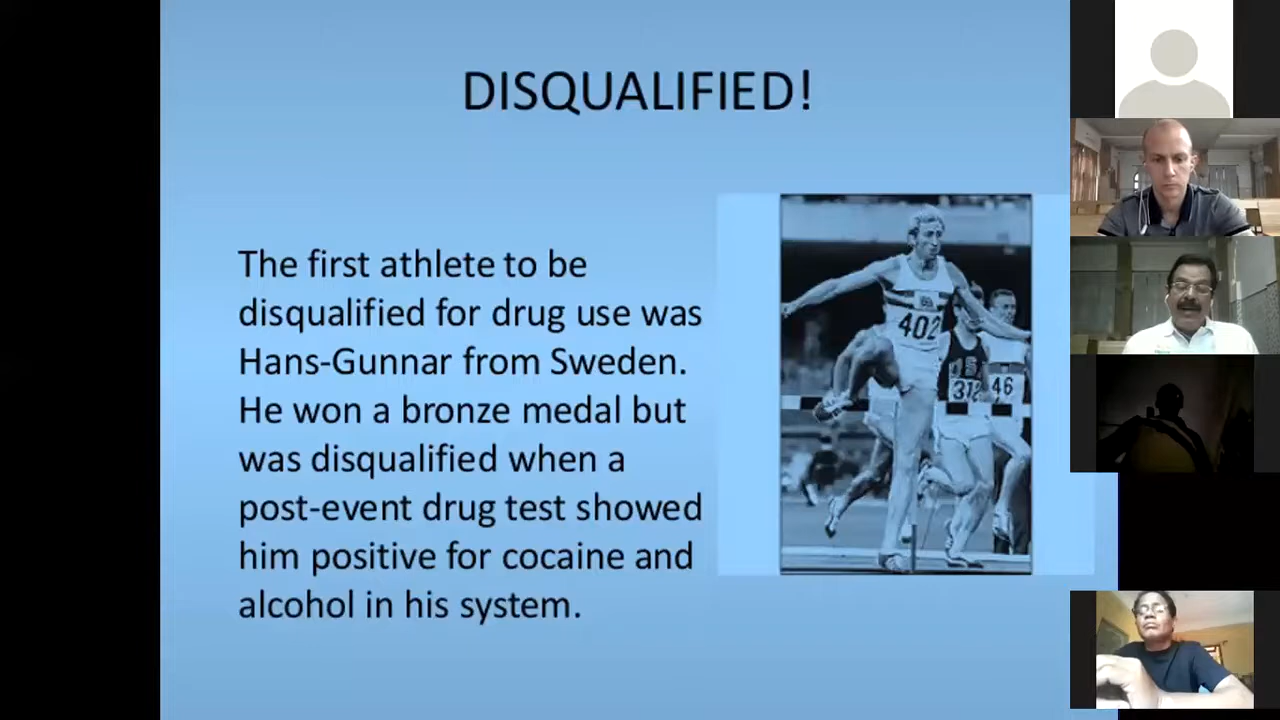 DISQUALIFIED!
The first athlete to be
disqualified for drug use was
Hans-Gunnar from Sweden.
He won a bronze medal but
was disqualified when a
post-event drug test showed
him positive for cocaine and
alcohol in his system.
402
312
46